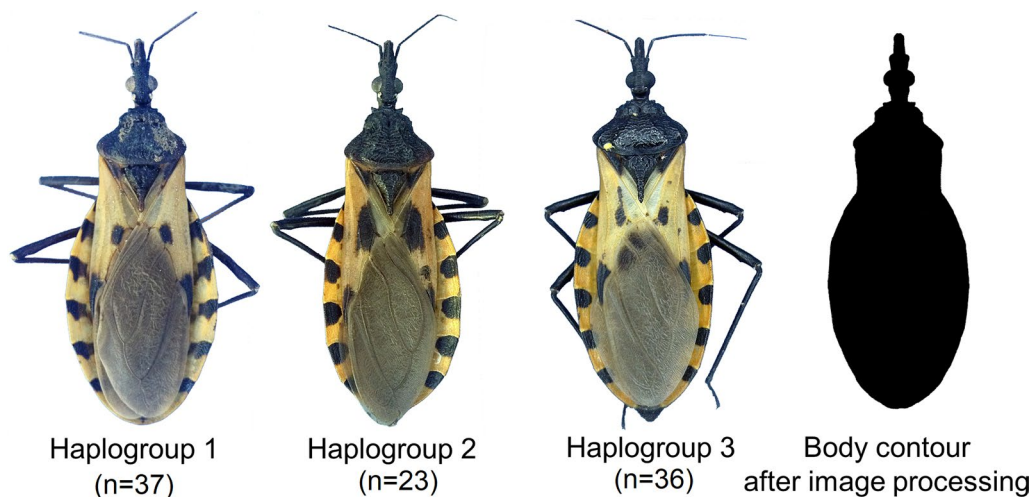 Haplogroup 1
(n=37)
Haplogroup 2
(n=23)
Haplogroup 3
(n=36)
Body contour
after image processing